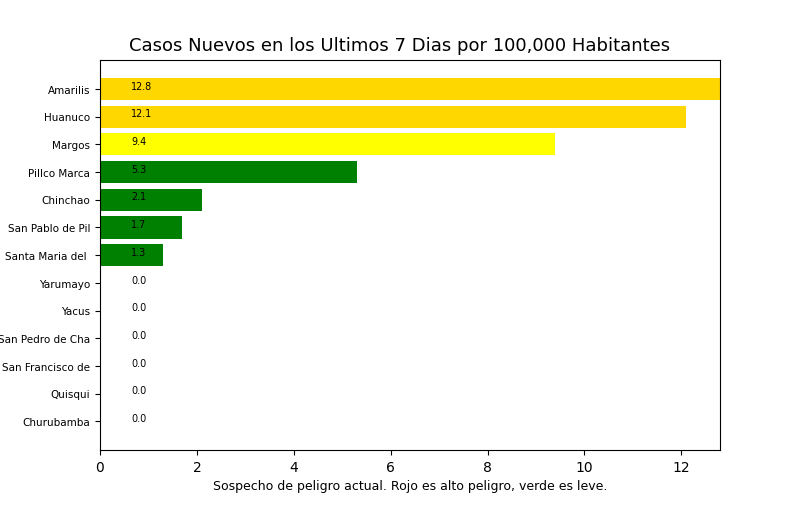 Casos Nuevos en los Ultimos 7 Dias por 100,000 Habitantes
Amarilis 12.8
Huanuco 12.1
Margos 9.4
Pillco Marca 5.3
Chinchao 2.1
San Pablo de Pil 1.7
Santa Maria del 1.3
Yarumayo 0.0
Yacus 0.0
San Pedro de Cha 0.0
San Francisco de 0.0
Quisqui 0.0
Churubamba 0.0
0 2 4 6 8 10 12
Sospecho de peligro actual. Rojo es alto peligro, verde es leve.